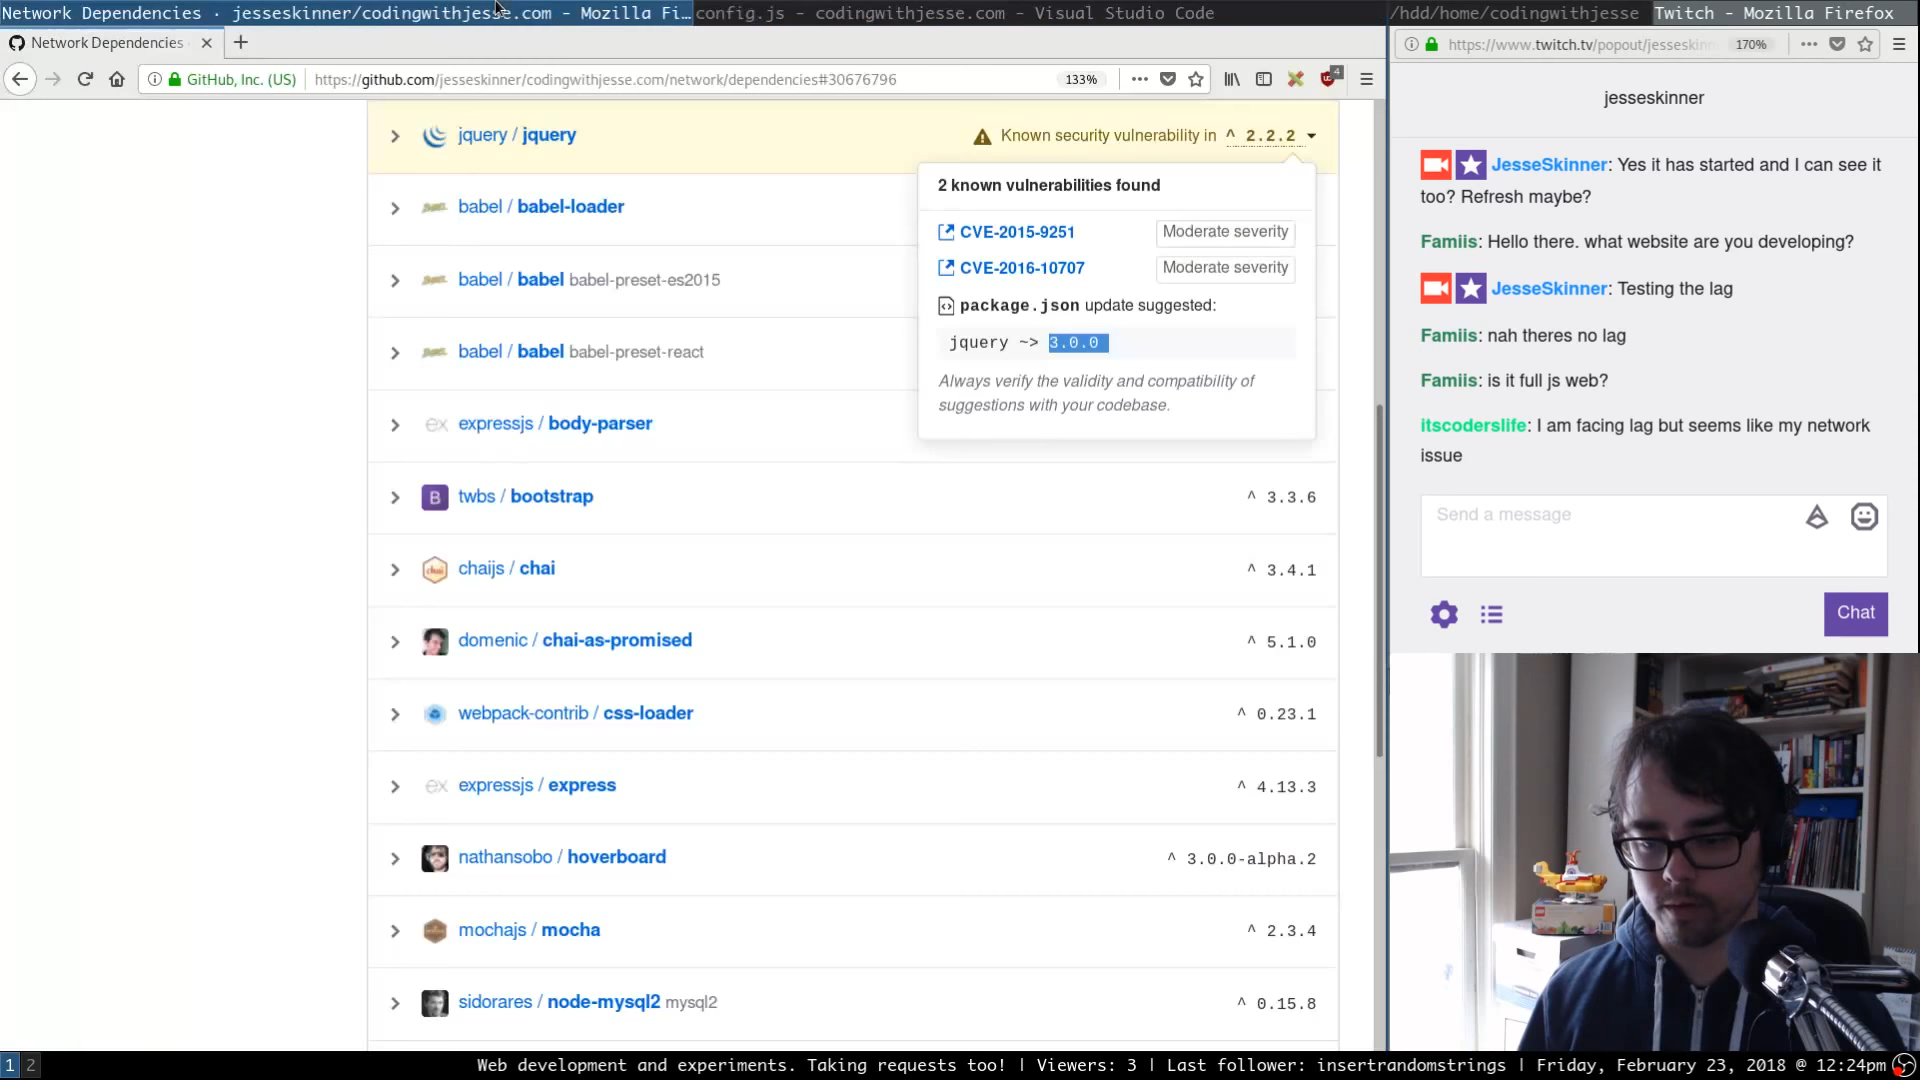 Network Dependencies · jesseskinner/codingwithjesse.com - Mozilla Fi…
config.js - codingwithjesse.com - Visual Studio Code
/hdd/home/codingwithjesse
Twitch - Mozilla Firefox
Network Dependencies
GitHub, Inc. (US)
https://github.com/jesseskinner/codingwithjesse.com/network/dependencies#30676796
133%
4
https://www.twitch.tv/popout/jesseskinn
170%
jquery / jquery
Known security vulnerability in ^ 2.2.2
2 known vulnerabilities found
CVE-2015-9251 Moderate severity
CVE-2016-10707 Moderate severity
package.json update suggested:
jquery ~> 3.0.0
Always verify the validity and compatibility of
suggestions with your codebase.
babel / babel-loader
babel / babel babel-preset-es2015
babel / babel babel-preset-react
expressjs / body-parser
twbs / bootstrap ^ 3.3.6
chaijs / chai ^ 3.4.1
domenic / chai-as-promised ^ 5.1.0
webpack-contrib / css-loader ^ 0.23.1
expressjs / express ^ 4.13.3
nathansobo / hoverboard ^ 3.0.0-alpha.2
mochajs / mocha ^ 2.3.4
sidorares / node-mysql2 mysql2 ^ 0.15.8
jesseskinner
JesseSkinner: Yes it has started and I can see it
too? Refresh maybe?
Famiis: Hello there. what website are you developing?
JesseSkinner: Testing the lag
Famiis: nah theres no lag
Famiis: is it full js web?
itscoderslife: I am facing lag but seems like my network
issue
Send a message
Chat
1 2
Web development and experiments. Taking requests too! | Viewers: 3 | Last follower: insertrandomstrings | Friday, February 23, 2018 @ 12:24pm